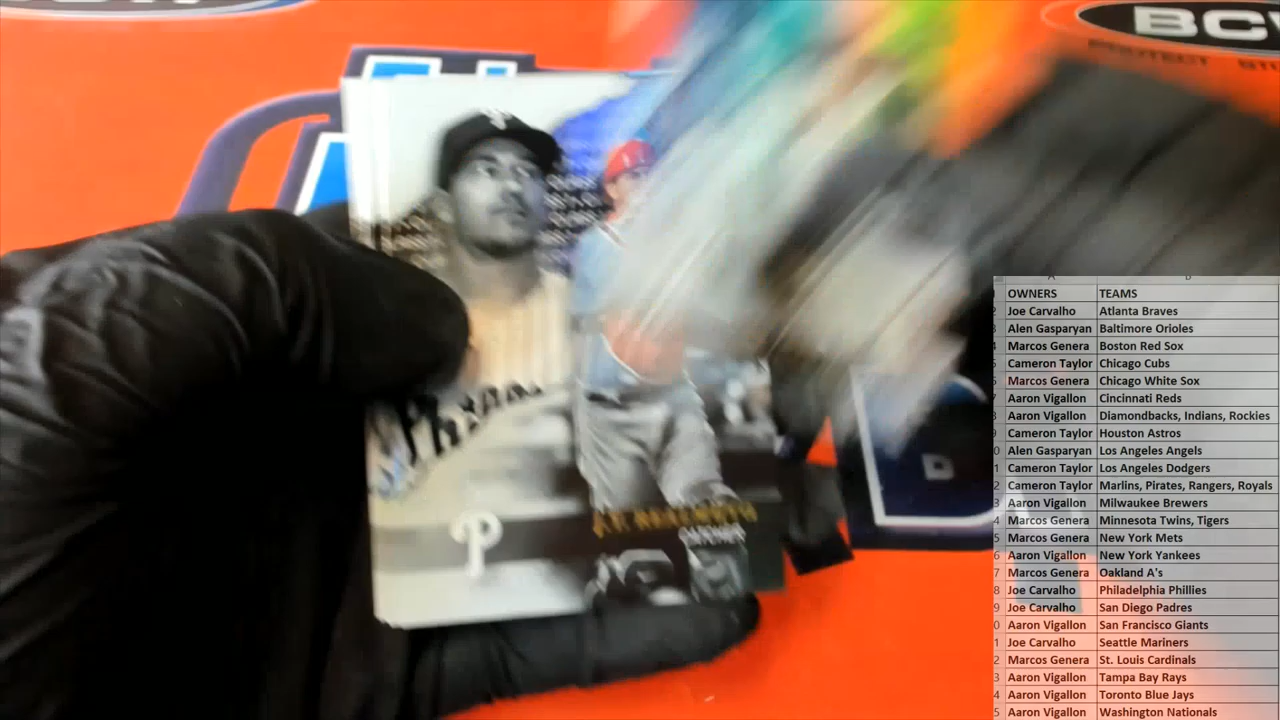 BCW
PROTECT
Phillies
P
J.T. REALMUTO
CATCHER
D
A
OWNERS TEAMS
Joe Carvalho Atlanta Braves
Alen Gasparyan Baltimore Orioles
Marcos Genera Boston Red Sox
Cameron Taylor Chicago Cubs
Marcos Genera Chicago White Sox
Aaron Vigallon Cincinnati Reds
Aaron Vigallon Diamondbacks, Indians, Rockies
Cameron Taylor Houston Astros
Alen Gasparyan Los Angeles Angels
Cameron Taylor Los Angeles Dodgers
Cameron Taylor Marlins, Pirates, Rangers, Royals
Aaron Vigallon Milwaukee Brewers
Marcos Genera Minnesota Twins, Tigers
Marcos Genera New York Mets
Aaron Vigallon New York Yankees
Marcos Genera Oakland A's
Joe Carvalho Philadelphia Phillies
Joe Carvalho San Diego Padres
Aaron Vigallon San Francisco Giants
Joe Carvalho Seattle Mariners
Marcos Genera St. Louis Cardinals
Aaron Vigallon Tampa Bay Rays
Aaron Vigallon Toronto Blue Jays
Aaron Vigallon Washington Nationals